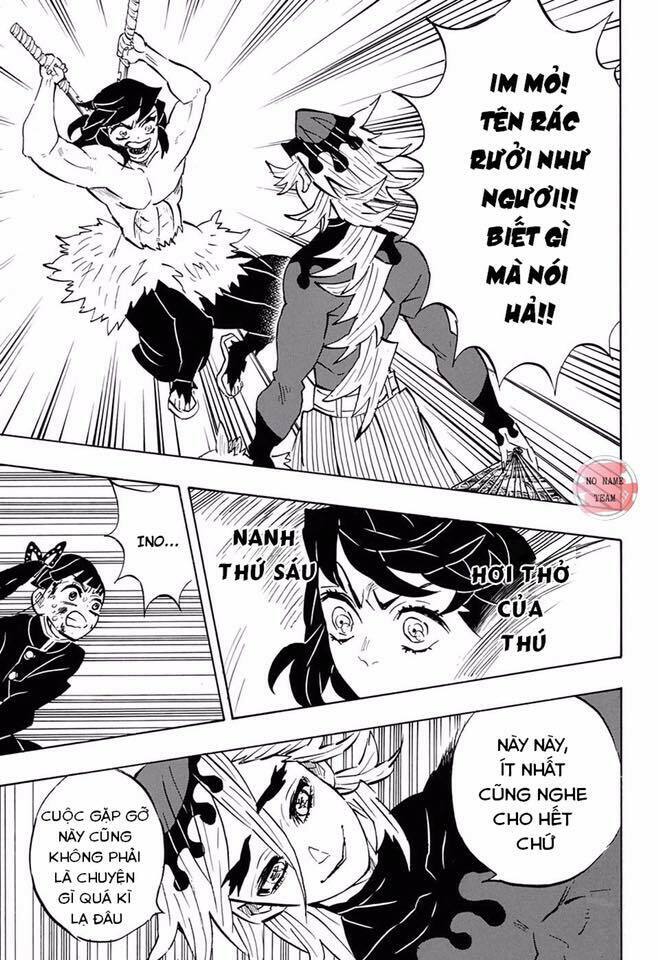 IM MỎ!
TÊN RÁC
RƯỞI NHƯ
NGƯƠI!!
BIẾT GÌ
MÀ NÓI
HẢ!!
NO NAME
TEAM
HƠI THỞ
CỦA
THÚ
NANH
THỨ SÁU
INO...
NÀY NÀY,
ÍT NHẤT
CŨNG NGHE
CHO HẾT
CHỨ
CUỘC GẶP GỠ
NÀY CŨNG
KHÔNG PHẢI
LÀ CHUYỆN
GÌ QUÁ KÌ
LẠ ĐÂU